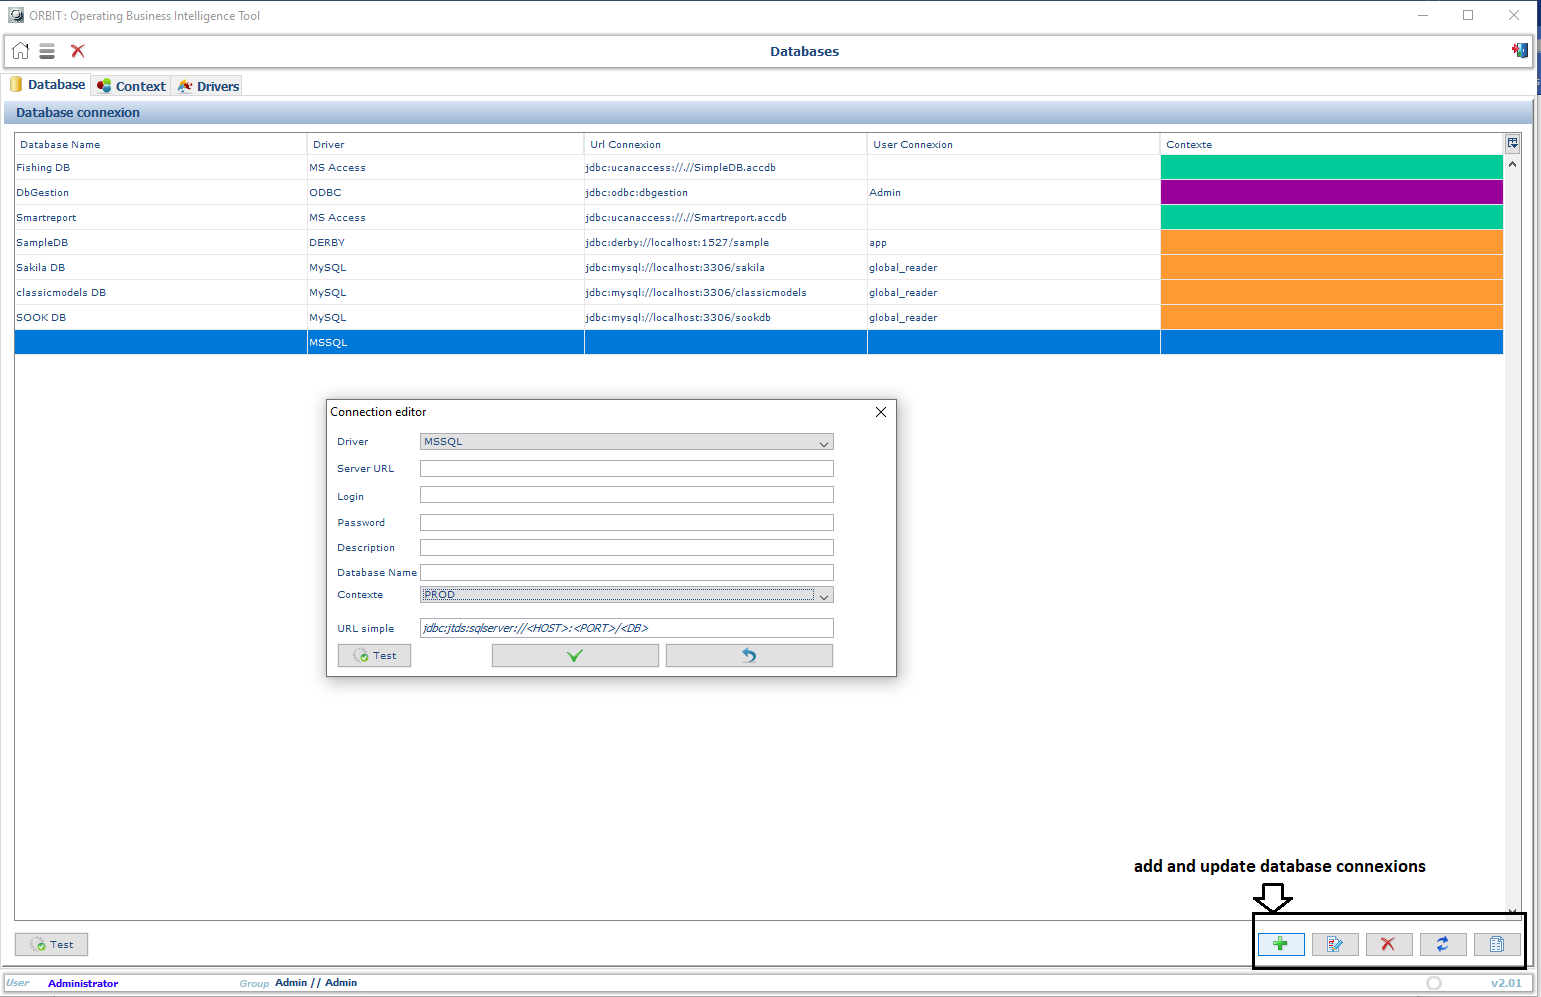 ORBIT : Operating Business Intelligence Tool
Databases
Database Context Drivers
Database connexion
Database Name Driver Url Connexion User Connexion Contexte
Fishing DB MS Access jdbc:ucanaccess://.//SimpleDB.accdb
DbGestion ODBC jdbc:odbc:dbgestion Admin
Smartreport MS Access jdbc:ucanaccess://.//Smartreport.accdb
SampleDB DERBY jdbc:derby://localhost:1527/sample app
Sakila DB MySQL jdbc:mysql://localhost:3306/sakila global_reader
classicmodels DB MySQL jdbc:mysql://localhost:3306/classicmodels global_reader
SOOK DB MySQL jdbc:mysql://localhost:3306/sookdb global_reader
MSSQL
Connection editor
Driver MSSQL
Server URL
Login
Password
Description
Database Name
Contexte PROD
URL simple jdbc:jtds:sqlserver://<HOST>:<PORT>/<DB>
Test
add and update database connexions
Test
User Administrator Group Admin // Admin v2.01